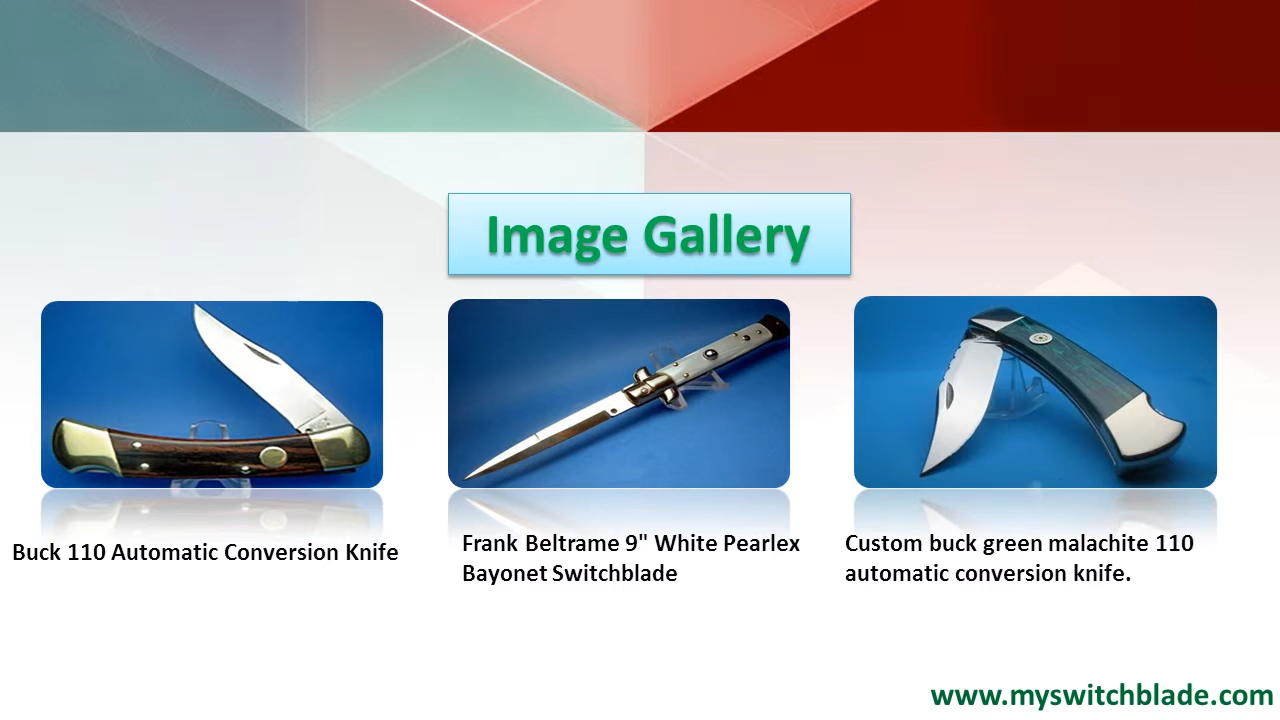 Image Gallery
Buck 110 Automatic Conversion Knife
Frank Beltrame 9" White Pearlex
Bayonet Switchblade
Custom buck green malachite 110
automatic conversion knife.
www.myswitchblade.com